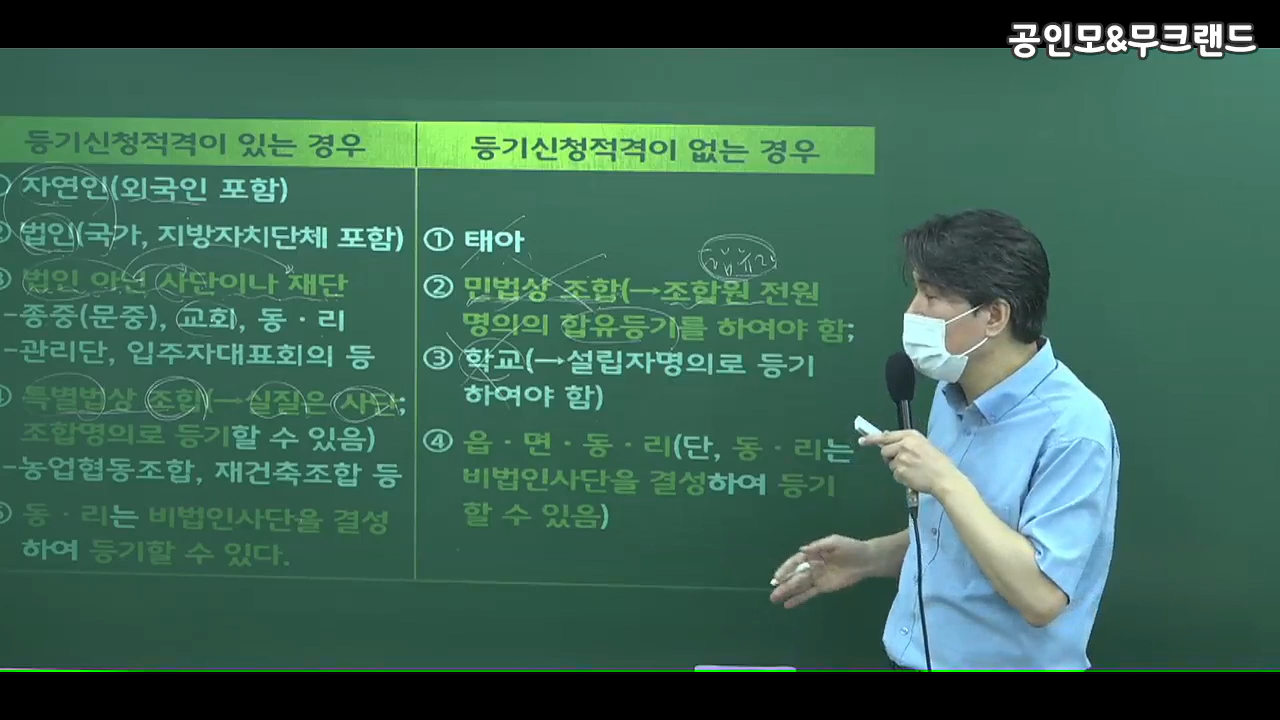 공인모&무크랜드
등기신청적격이 있는 경우
① 자연인(외국인 포함)
② 법인(국가, 지방자치단체 포함)
③ 법인 아닌 사단이나 재단
-종중(문중), 교회, 동·리
-관리단, 입주자대표회의 등
④ 특별법상 조합(→실질은 사단;
조합명의로 등기할 수 있음)
-농업협동조합, 재건축조합 등
⑤ 동·리는 비법인사단을 결성
하여 등기할 수 있다.
등기신청적격이 없는 경우
① 태아
② 민법상 조합(→조합원 전원
명의의 합유등기를 하여야 함;
③ 학교(→설립자명의로 등기
하여야 함)
④ 읍·면·동·리(단, 동·리는
비법인사단을 결성하여 등기
할 수 있음)